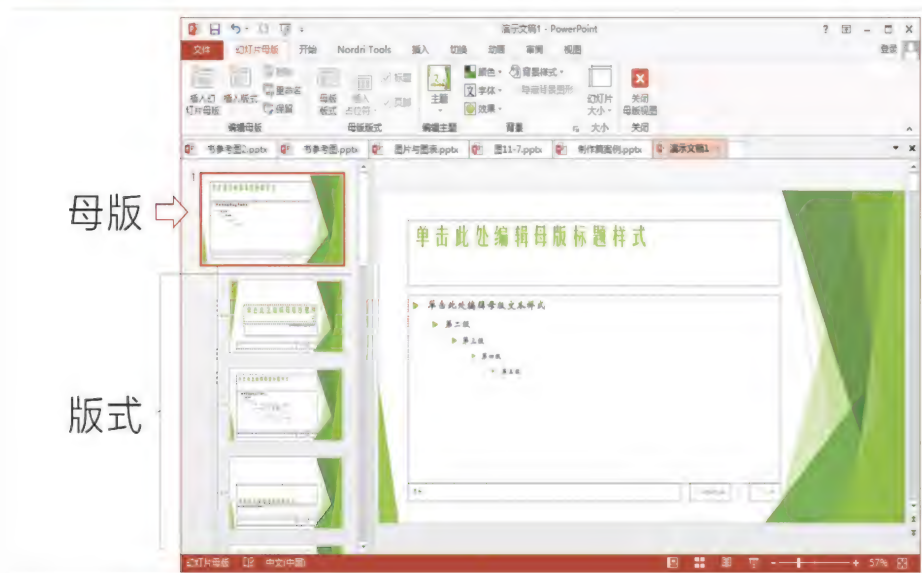 演示文稿1 - PowerPoint
文件 幻灯片母版 开始 Nordri Tools 插入 切换 动画 审阅 视图 登录
插入幻灯片母版 插入版式 删除 重命名 保留
母版版式 插入占位符 标题 页脚
主题 颜色 字体 效果 背景样式 隐藏背景图形
幻灯片大小 关闭母版视图
编辑母版 母版版式 编辑主题 背景 大小 关闭
书参考图2.pptx 书参考图.pptx 图片与图表.pptx 图11-7.pptx 制作篇案例.pptx 演示文稿1
1
母版
版式
单击此处编辑母版标题样式
单击此处编辑母版文本样式
第二级
第三级
第四级
第五级
幻灯片母版 中文(中国) 57%